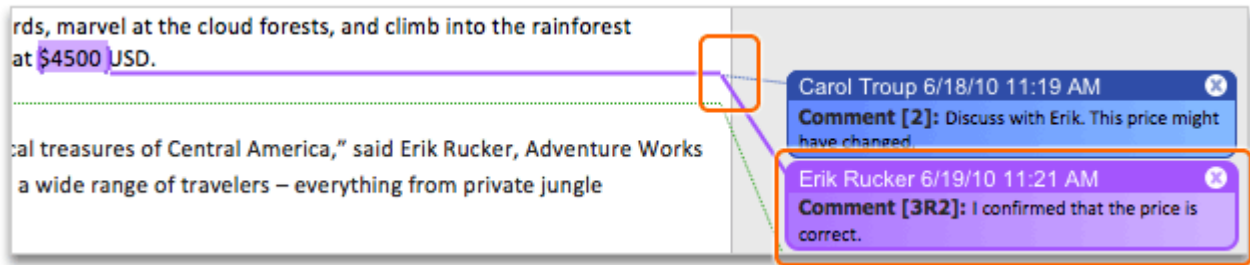 rds, marvel at the cloud forests, and climb into the rainforest
at $4500 USD.
cal treasures of Central America,” said Erik Rucker, Adventure Works
a wide range of travelers – everything from private jungle
Carol Troup 6/18/10 11:19 AM
Comment [2]: Discuss with Erik. This price might
have changed.
Erik Rucker 6/19/10 11:21 AM
Comment [3R2]: I confirmed that the price is
correct.